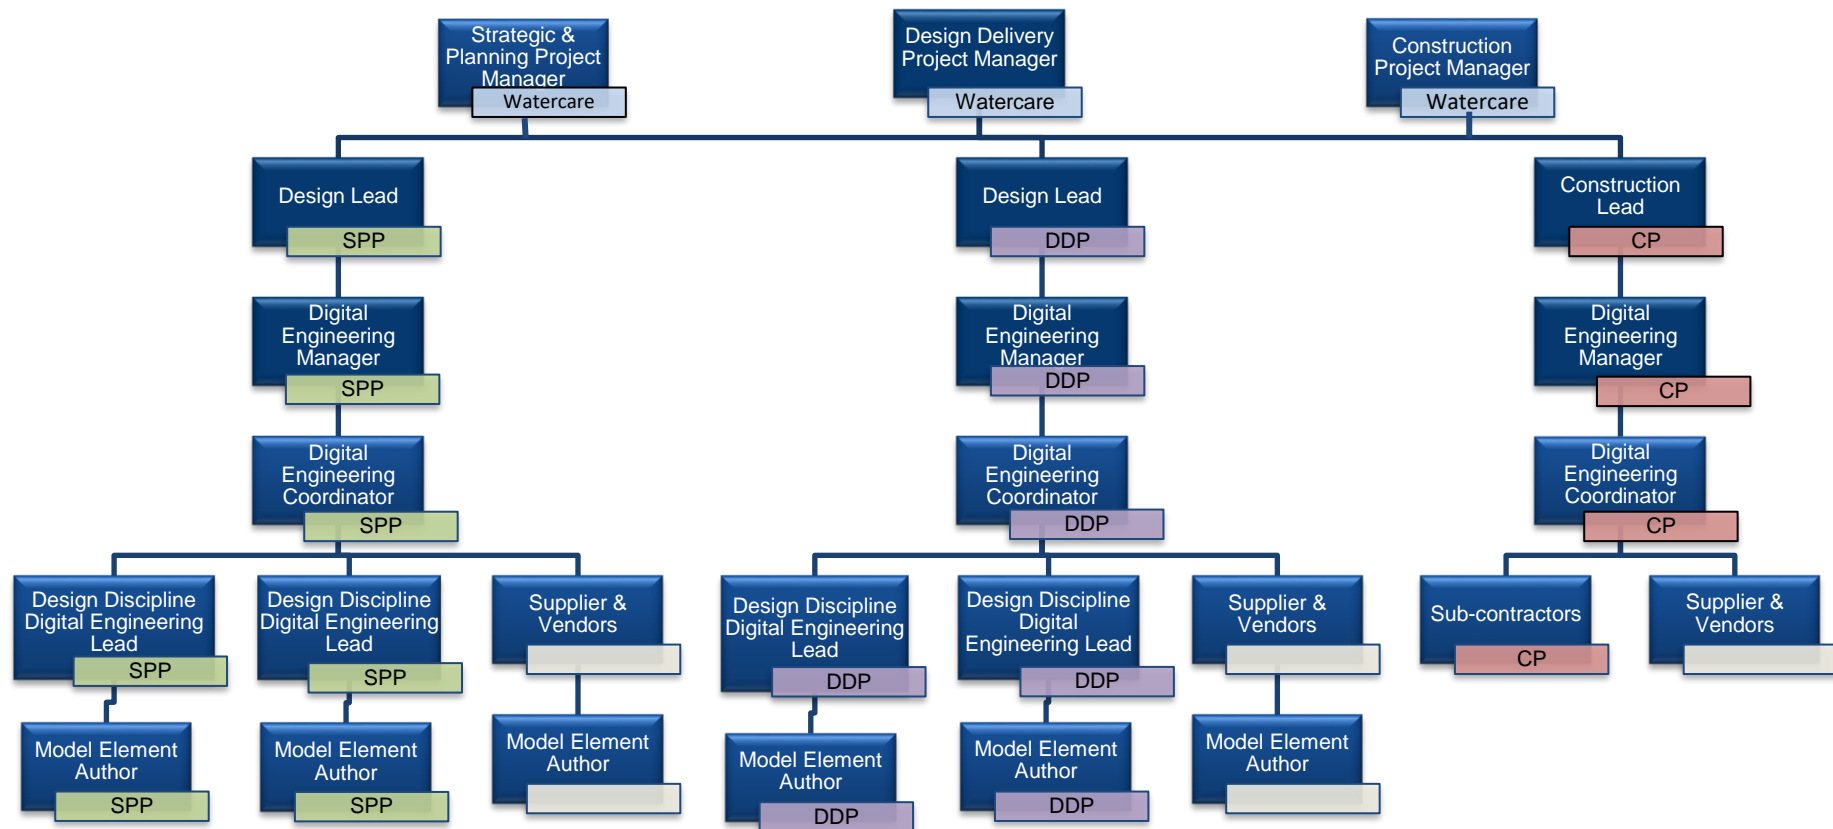 Strategic &
Planning Project
Manager
Watercare
Design Delivery
Project Manager
Watercare
Construction
Project Manager
Watercare
Design Lead
SPP
Design Lead
DDP
Construction
Lead
CP
Digital
Engineering
Manager
SPP
Digital
Engineering
Manager
DDP
Digital
Engineering
Manager
CP
Digital
Engineering
Coordinator
SPP
Digital
Engineering
Coordinator
DDP
Digital
Engineering
Coordinator
CP
Design Discipline
Digital Engineering
Lead
SPP
Design Discipline
Digital Engineering
Lead
SPP
Supplier &
Vendors
Design Discipline
Digital Engineering
Lead
DDP
Design Discipline
Digital
Engineering Lead
DDP
Supplier &
Vendors
Sub-contractors
CP
Supplier &
Vendors
Model Element
Author
SPP
Model Element
Author
SPP
Model Element
Author
Model Element
Author
DDP
Model Element
Author
DDP
Model Element
Author